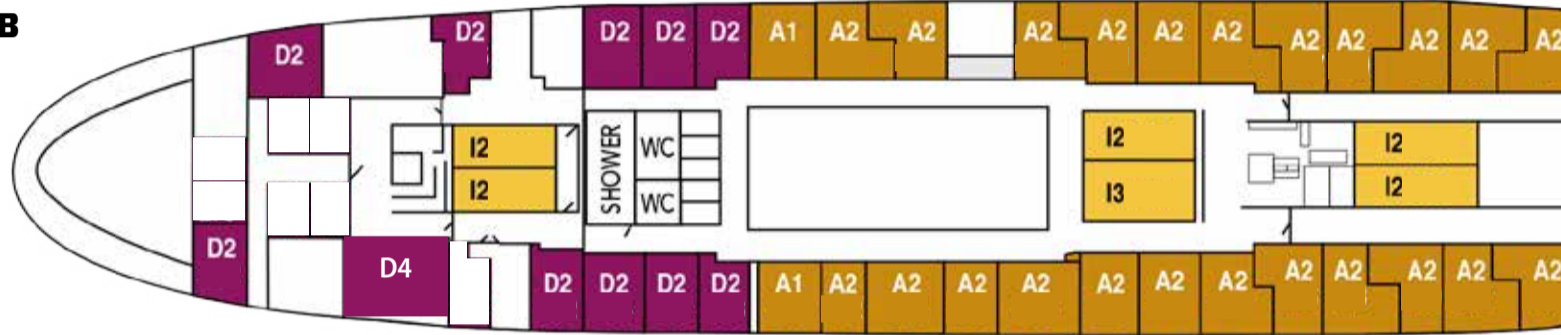 B
D2 D2 D2 D2 D2 A1 A2 A2 A2 A2 A2 A2 A2 A2 A2 A2 A2
I2 SHOWER WC I2 I2
I2 WC I3 I2
D2 D4 D2 D2 D2 D2 A1 A2 A2 A2 A2 A2 A2 A2 A2 A2 A2 A2 A2